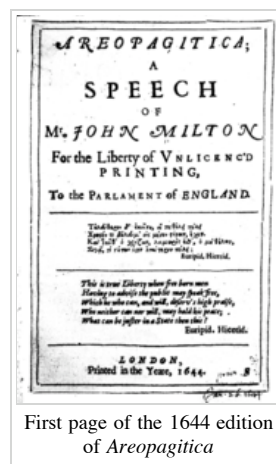 AREOPAGITICA;
A
SPEECH
OF
Mr. JOHN MILTON
For the Liberty of VNLICENC'D
PRINTING,
To the PARLAMENT of ENGLAND.
Euripid. Hicetid.
This is true Liberty when free born men
Having to advise the public may speak free,
Which he who can, and will, deserv's high praise,
Who neither can nor will, may hold his peace;
What can be juster in a State then this?
Euripid. Hicetid.
LONDON,
Printed in the Yeare, 1644.
First page of the 1644 edition
of Areopagitica